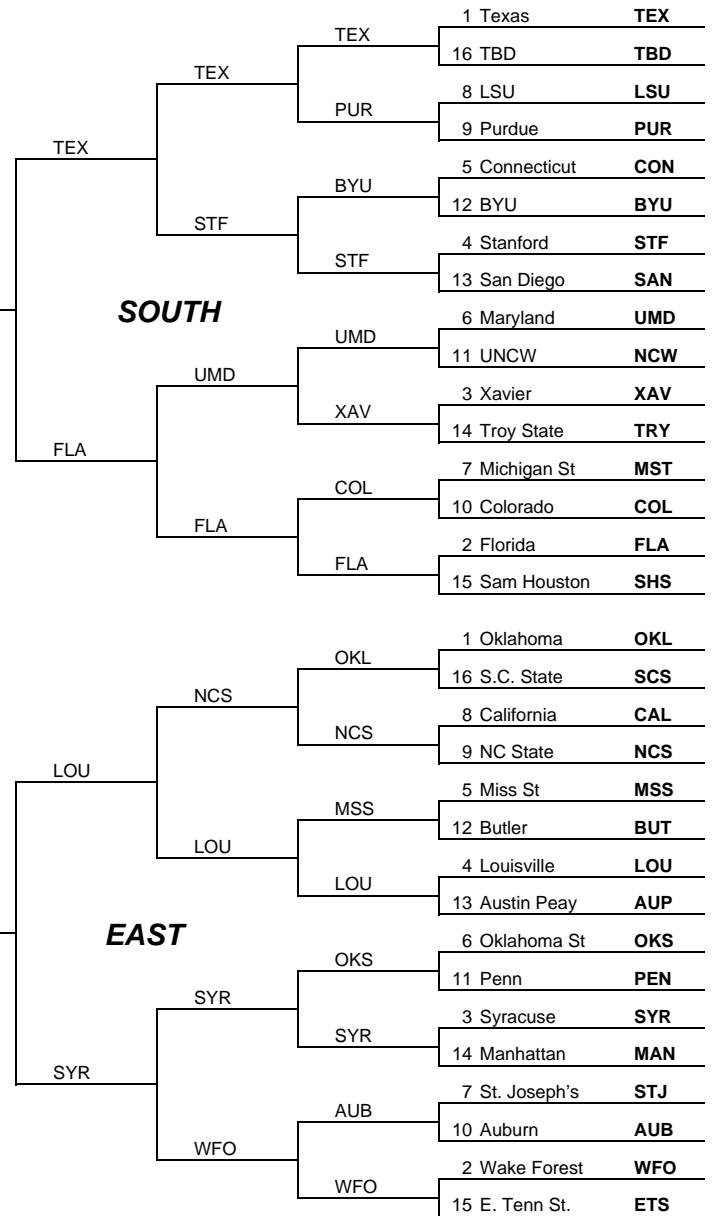 1 Texas TEX
TEX
16 TBD TBD
TEX
8 LSU LSU
PUR
9 Purdue PUR
TEX
5 Connecticut CON
BYU
12 BYU BYU
STF
4 Stanford STF
STF
13 San Diego SAN
SOUTH
6 Maryland UMD
UMD
11 UNCW NCW
UMD
3 Xavier XAV
XAV
14 Troy State TRY
FLA
7 Michigan St MST
COL
10 Colorado COL
FLA
2 Florida FLA
FLA
15 Sam Houston SHS
1 Oklahoma OKL
OKL
16 S.C. State SCS
NCS
8 California CAL
NCS
9 NC State NCS
LOU
5 Miss St MSS
MSS
12 Butler BUT
LOU
4 Louisville LOU
LOU
13 Austin Peay AUP
EAST
6 Oklahoma St OKS
OKS
11 Penn PEN
SYR
3 Syracuse SYR
SYR
14 Manhattan MAN
SYR
7 St. Joseph's STJ
AUB
10 Auburn AUB
WFO
2 Wake Forest WFO
WFO
15 E. Tenn St. ETS